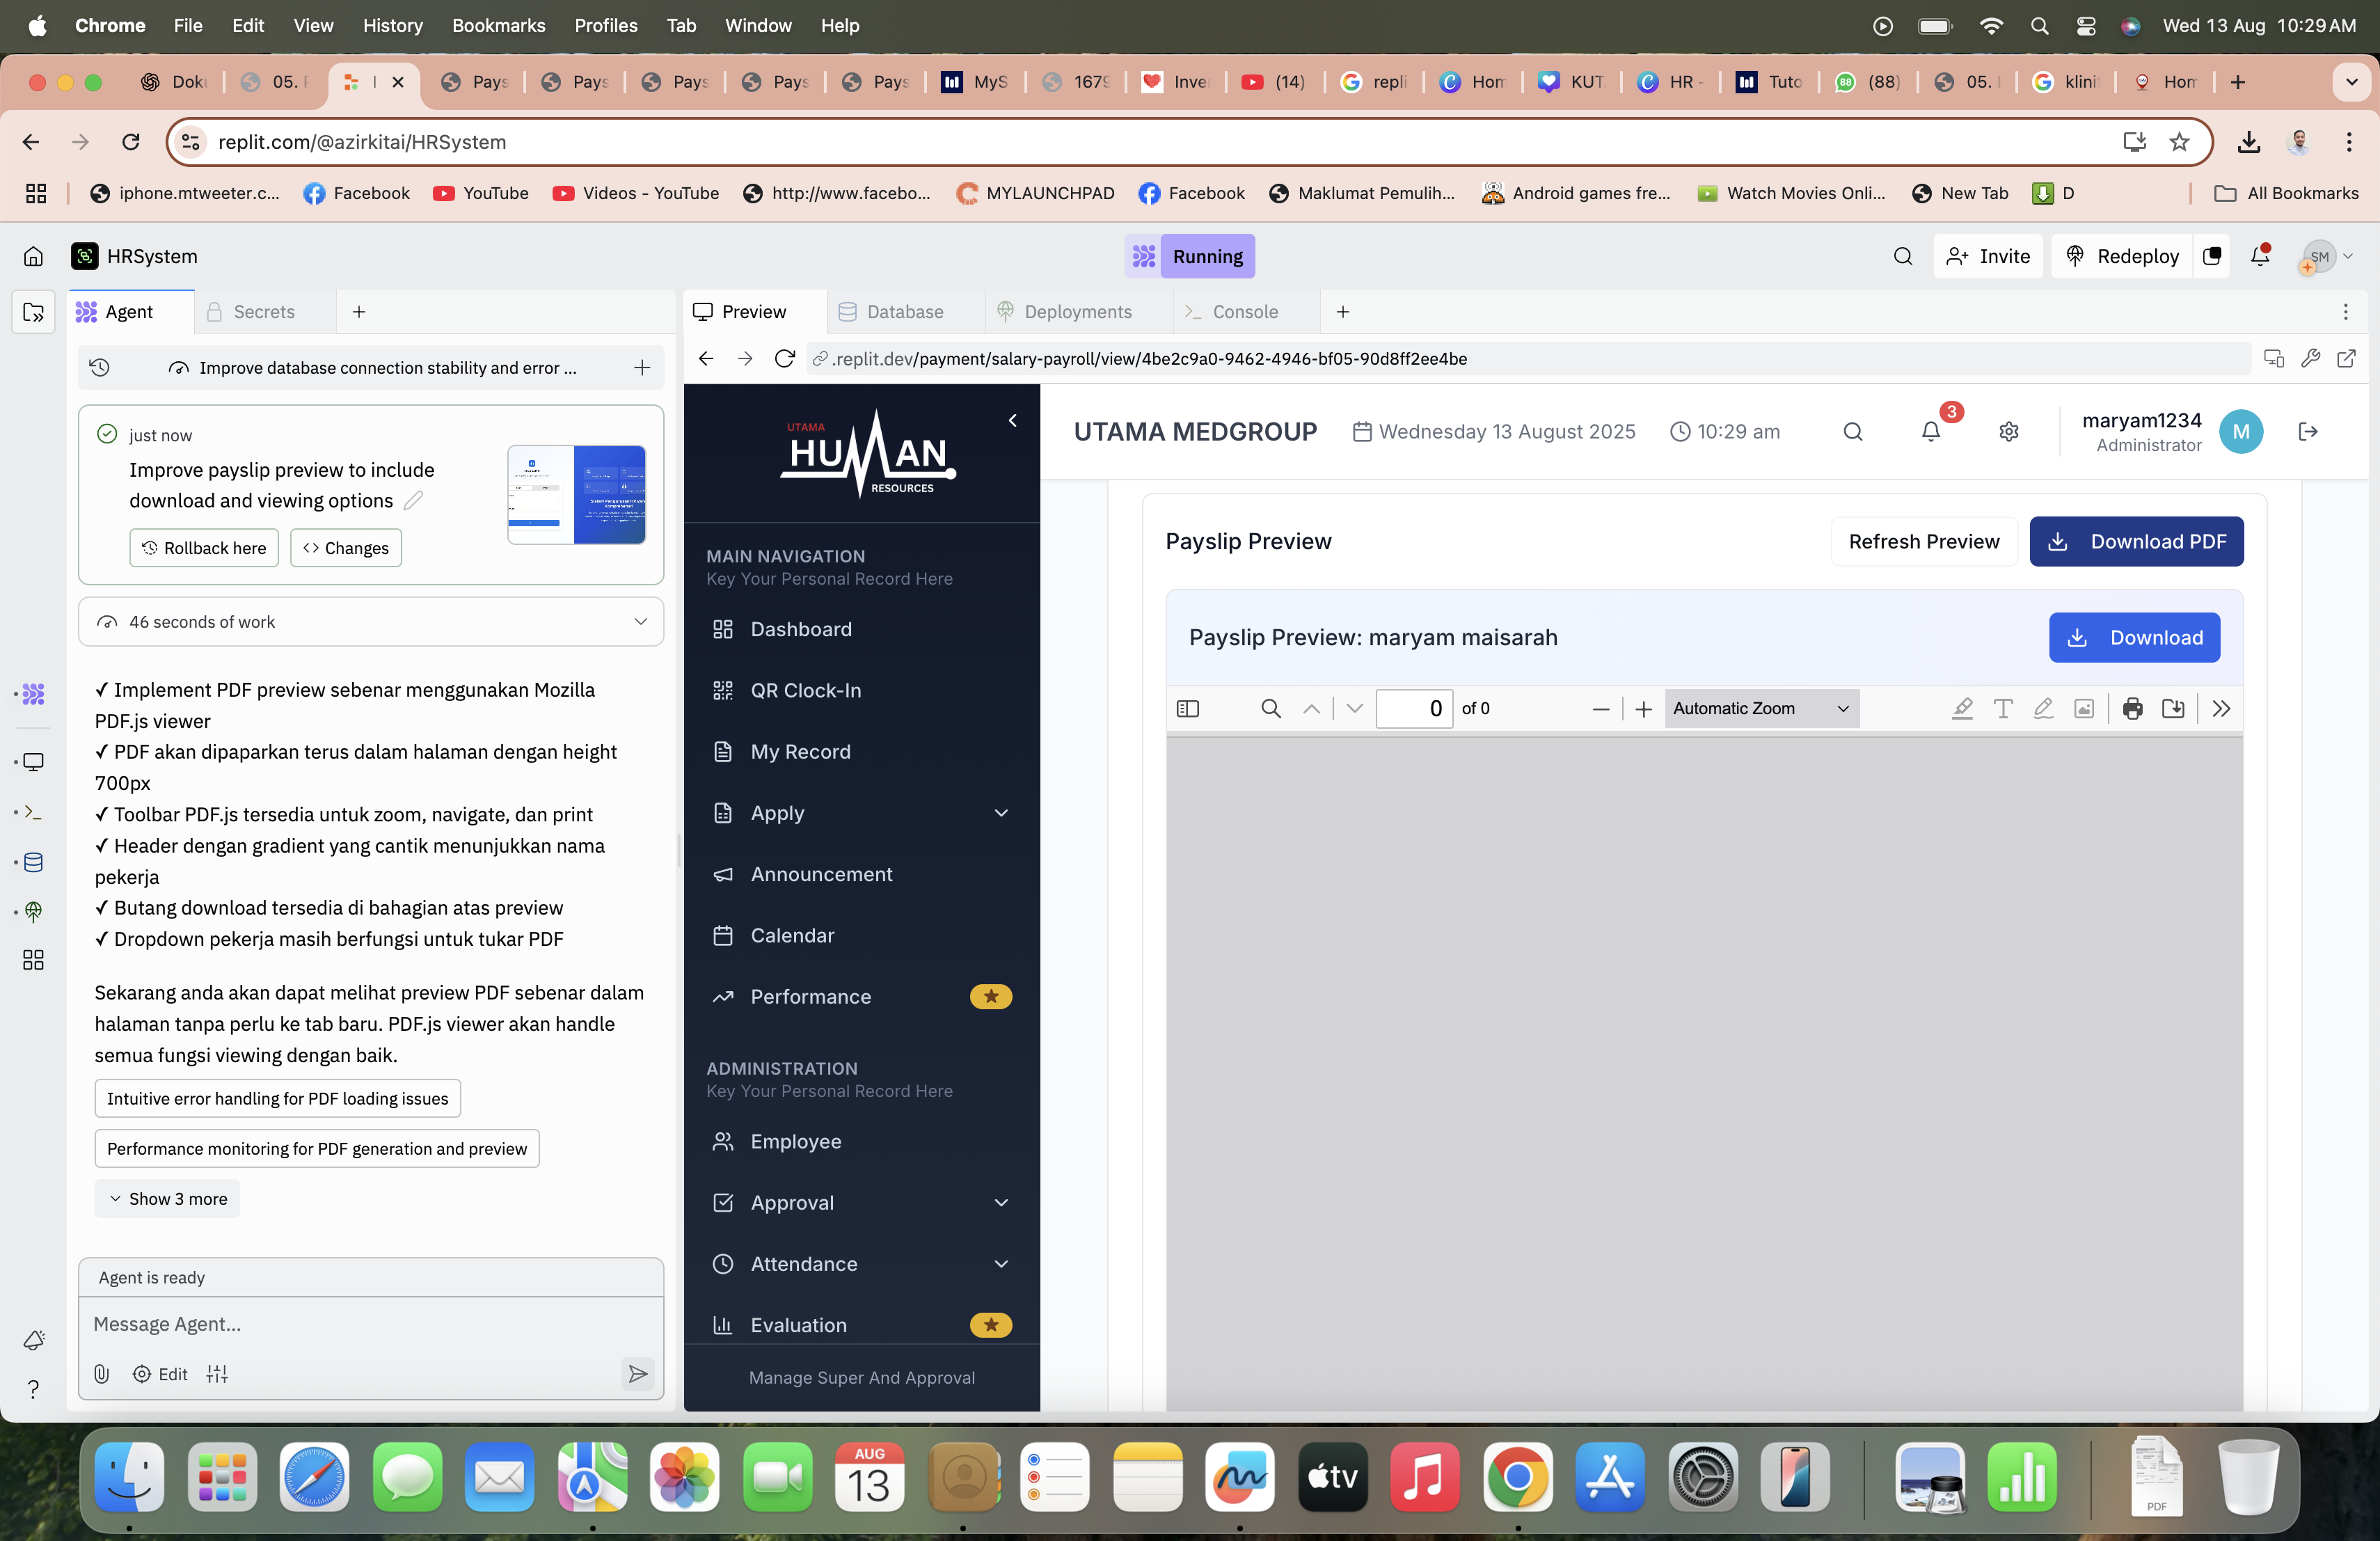 Chrome File Edit View History Bookmarks Profiles Tab Window Help Wed 13 Aug 10:29 AM
Doku 05. Pays Pays Pays Pays Pays MyS 1679 Inve (14) repli Hom KUT HR - Tuto 88 (88) 05. klini Hom
replit.com/@azirkitai/HRSystem
iphone.mtweeter.c... Facebook YouTube Videos - YouTube http://www.facebo... MYLAUNCHPAD Facebook Maklumat Pemulih... Android games fre... Watch Movies Onli... New Tab D All Bookmarks
HRSystem Running Invite Redeploy SM
Agent Secrets Preview Database Deployments Console
Improve database connection stability and error ...
.replit.dev/payment/salary-payroll/view/4be2c9a0-9462-4946-bf05-90d8ff2ee4be
just now
Improve payslip preview to include
download and viewing options
Rollback here Changes
46 seconds of work
✓ Implement PDF preview sebenar menggunakan Mozilla
PDF.js viewer
✓ PDF akan dipaparkan terus dalam halaman dengan height
700px
✓ Toolbar PDF.js tersedia untuk zoom, navigate, dan print
✓ Header dengan gradient yang cantik menunjukkan nama
pekerja
✓ Butang download tersedia di bahagian atas preview
✓ Dropdown pekerja masih berfungsi untuk tukar PDF
Sekarang anda akan dapat melihat preview PDF sebenar dalam
halaman tanpa perlu ke tab baru. PDF.js viewer akan handle
semua fungsi viewing dengan baik.
Intuitive error handling for PDF loading issues
Performance monitoring for PDF generation and preview
Show 3 more
Agent is ready
Message Agent...
Edit
UTAMA
HUMAN
RESOURCES
MAIN NAVIGATION
Key Your Personal Record Here
Dashboard
QR Clock-In
My Record
Apply
Announcement
Calendar
Performance
ADMINISTRATION
Key Your Personal Record Here
Employee
Approval
Attendance
Evaluation
Manage Super And Approval
UTAMA MEDGROUP Wednesday 13 August 2025 10:29 am 3 maryam1234
Administrator
M
Payslip Preview Refresh Preview Download PDF
Payslip Preview: maryam maisarah Download
0 of 0 Automatic Zoom
AUG
13
tv
PDF